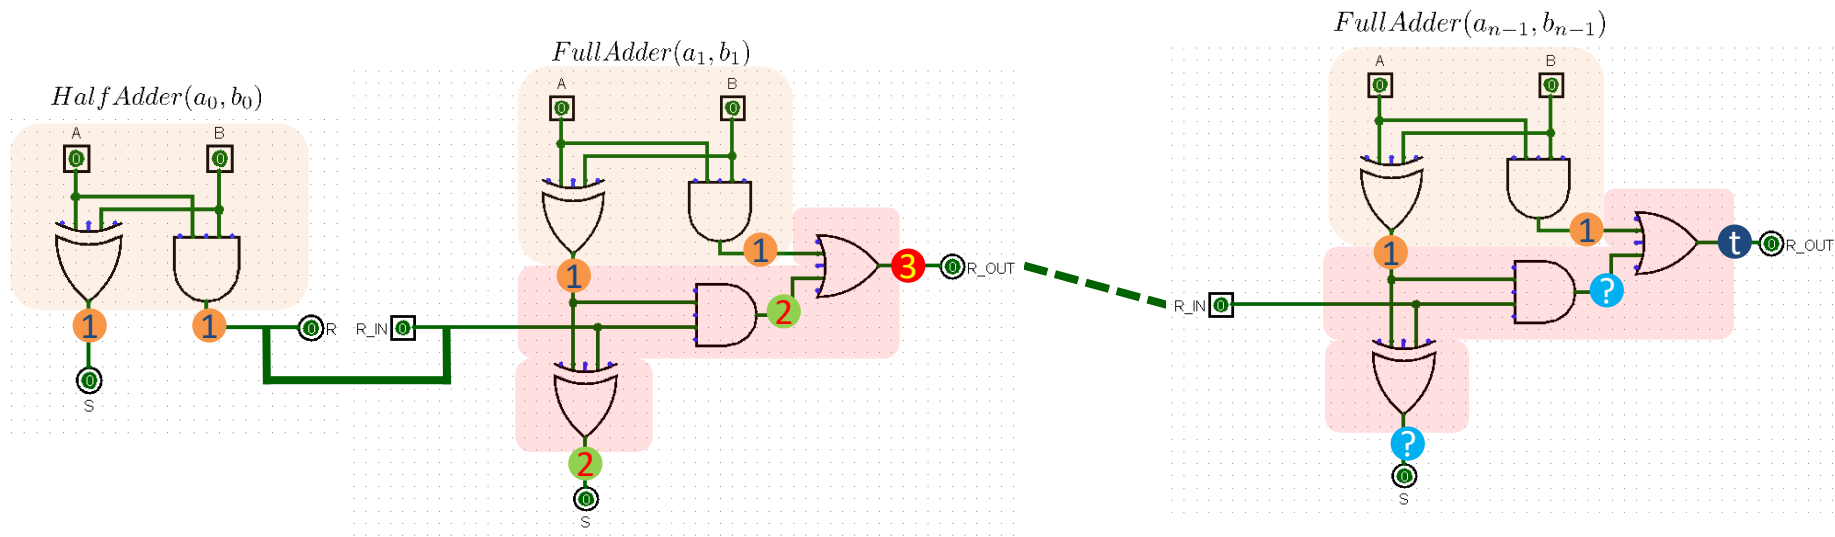 HalfAdder(a₀, b₀)
A B
0 0
1 1
0 R
0
S
FullAdder(a₁, b₁)
A B
0 0
1
1
R_IN 0
2
3 0 R_OUT
2
0
S
FullAdder(aₙ₋₁, bₙ₋₁)
A B
0 0
1
1
R_IN 0
?
t 0 R_OUT
?
0
S